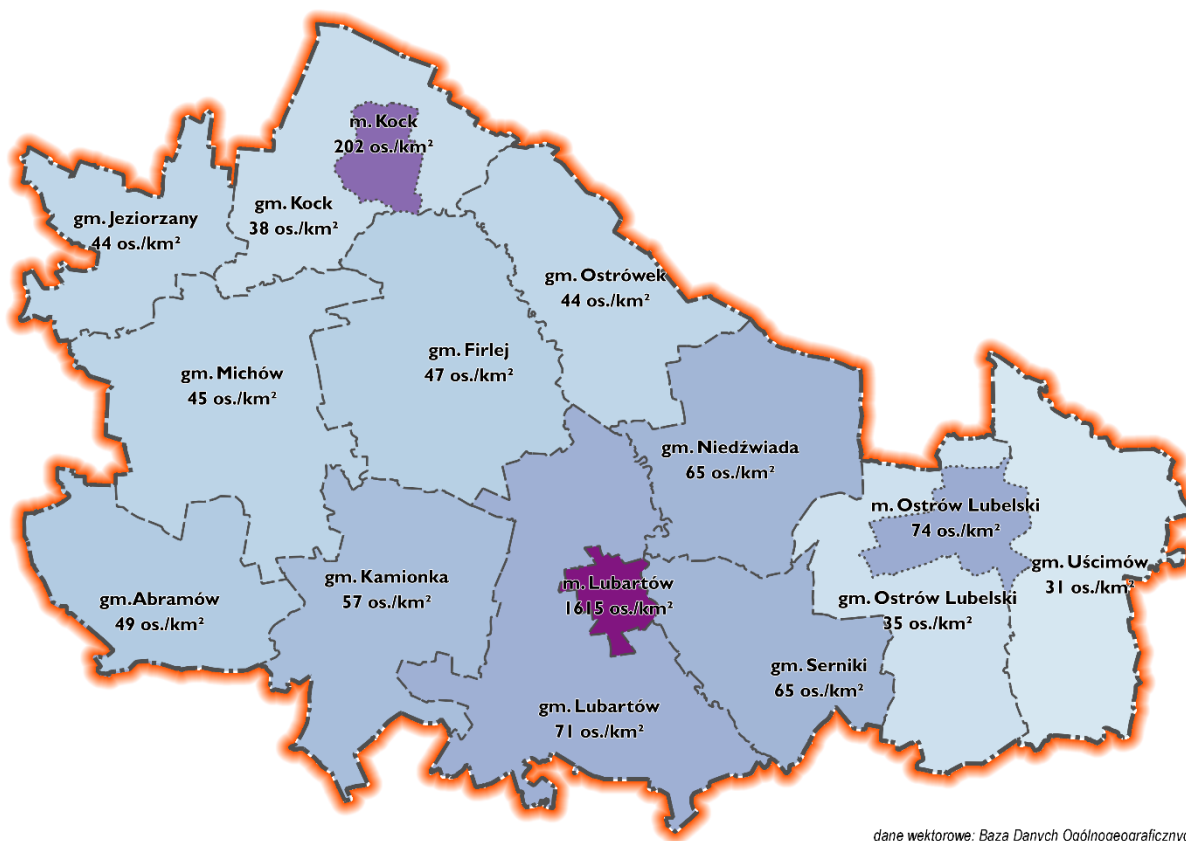 m. Kock
202 os./km²
gm. Jeziorzany
44 os./km²
gm. Kock
38 os./km²
gm. Ostrówek
44 os./km²
gm. Michów
45 os./km²
gm. Firlej
47 os./km²
gm. Niedźwiada
65 os./km²
m. Ostrów Lubelski
74 os./km²
gm. Uścimów
31 os./km²
gm. Abramów
49 os./km²
gm. Kamionka
57 os./km²
m. Lubartów
1615 os./km²
gm. Ostrów Lubelski
35 os./km²
gm. Serniki
65 os./km²
gm. Lubartów
71 os./km²
dane wektorowe: Baza Danych Ogólnogeograficzny